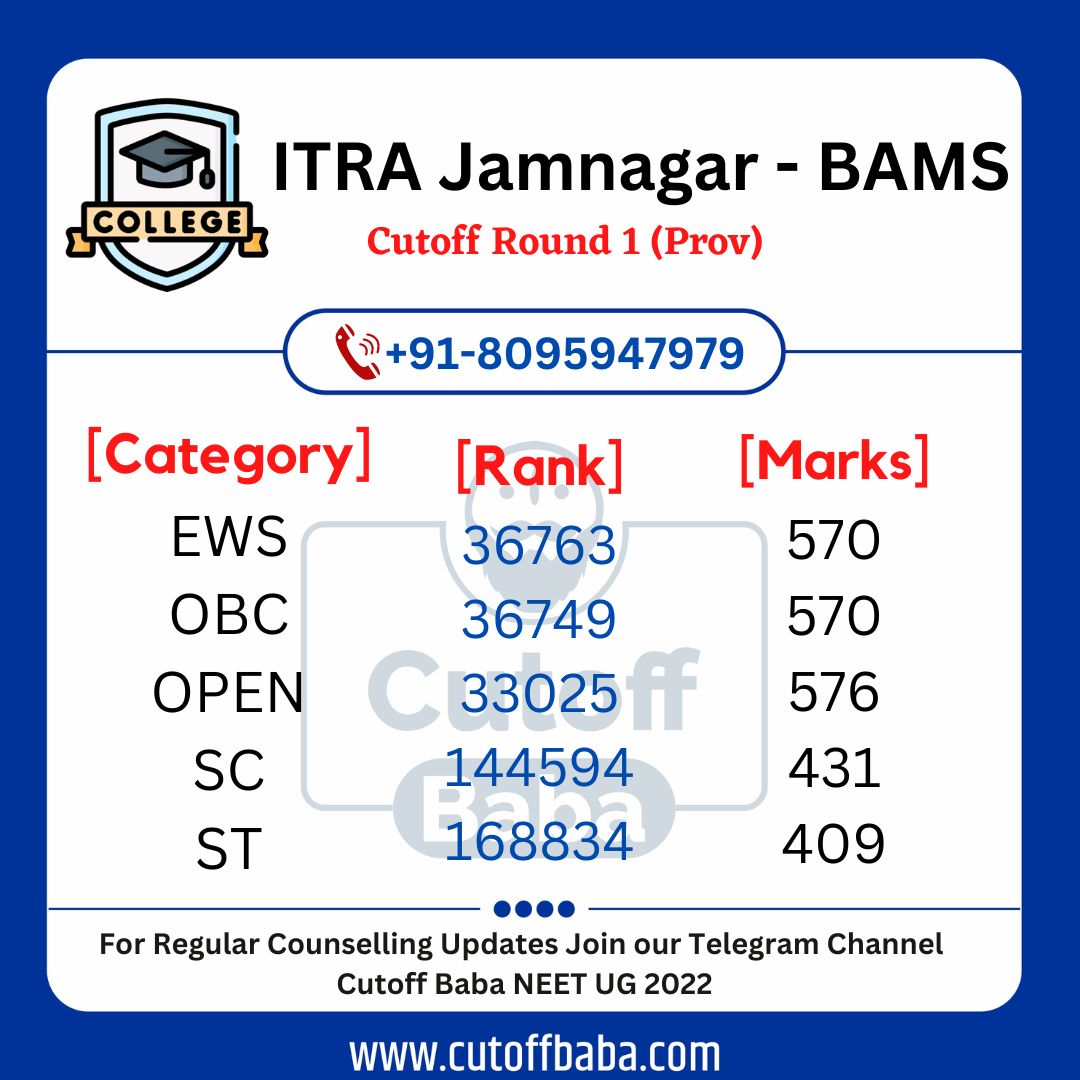 COLLEGE
ITRA Jamnagar - BAMS
Cutoff Round 1 (Prov)
+91-8095947979
[Category] [Rank] [Marks]
EWS 36763 570
OBC 36749 570
OPEN 33025 576
SC 144594 431
ST 168834 409
Cutoff
Baba
For Regular Counselling Updates Join our Telegram Channel
Cutoff Baba NEET UG 2022
www.cutoffbaba.com